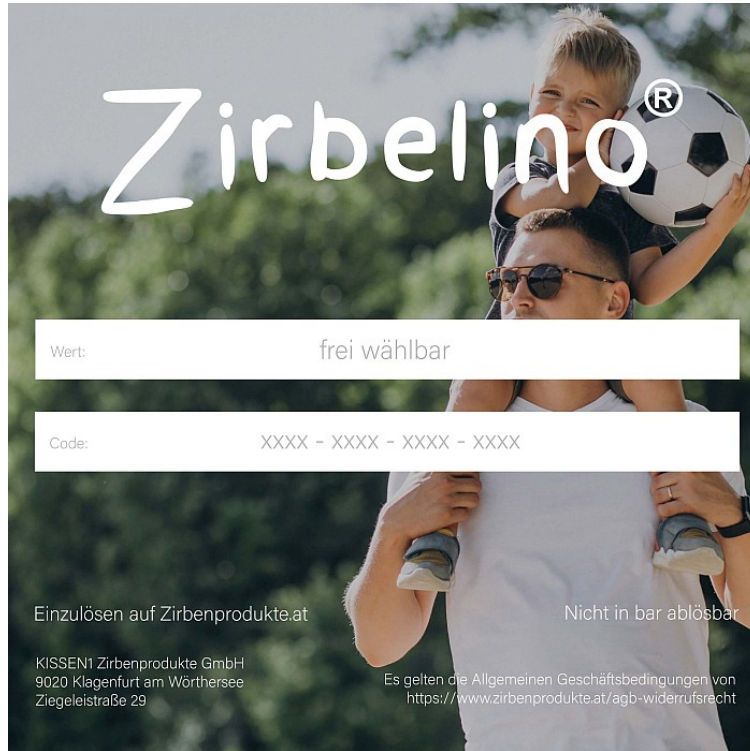 Zirbelino®
Wert: frei wählbar
Code: XXXX - XXXX - XXXX - XXXX
Einzulösen auf Zirbenprodukte.at
Nicht in bar ablösbar
KISSEN1 Zirbenprodukte GmbH
9020 Klagenfurt am Wörthersee
Ziegeleistraße 29
Es gelten die Allgemeinen Geschäftsbedingungen von
https://www.zirbenprodukte.at/agb-widerrufsrecht